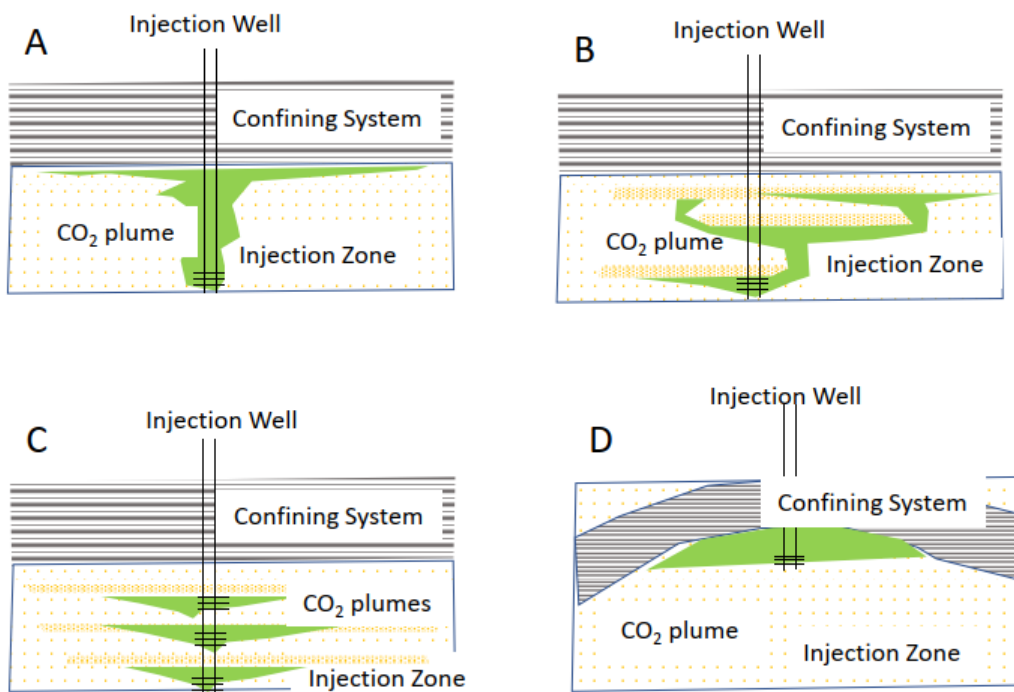 A
Injection Well
Confining System
CO₂ plume
Injection Zone
B
Injection Well
Confining System
CO₂ plume
Injection Zone
C
Injection Well
Confining System
CO₂ plumes
Injection Zone
D
Injection Well
Confining System
CO₂ plume
Injection Zone